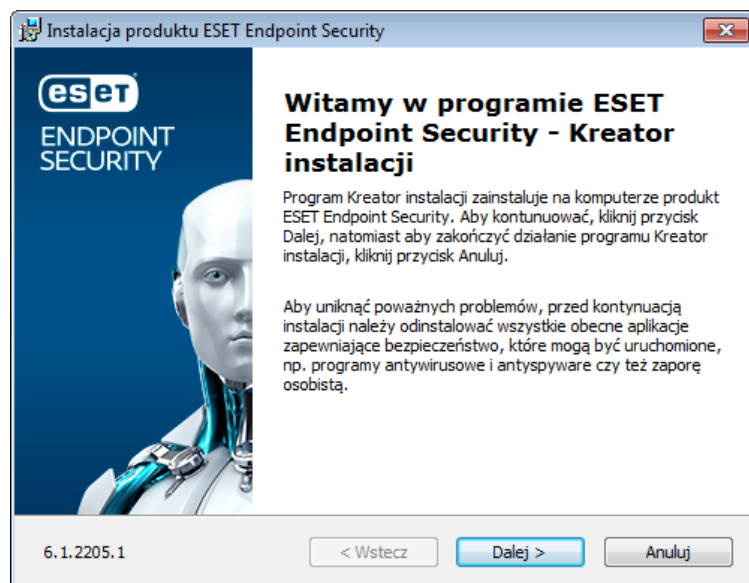 Instalacja produktu ESET Endpoint Security
eset
ENDPOINT
SECURITY
Witamy w programie ESET
Endpoint Security - Kreator
instalacji
Program Kreator instalacji zainstaluje na komputerze produkt
ESET Endpoint Security. Aby kontunuować, kliknij przycisk
Dalej, natomiast aby zakończyć działanie programu Kreator
instalacji, kliknij przycisk Anuluj.
Aby uniknąć poważnych problemów, przed kontynuacją
instalacji należy odinstalować wszystkie obecne aplikacje
zapewniające bezpieczeństwo, które mogą być uruchomione,
np. programy antywirusowe i antyspyware czy też zaporę
osobistą.
6.1.2205.1
< Wstecz
Dalej >
Anuluj